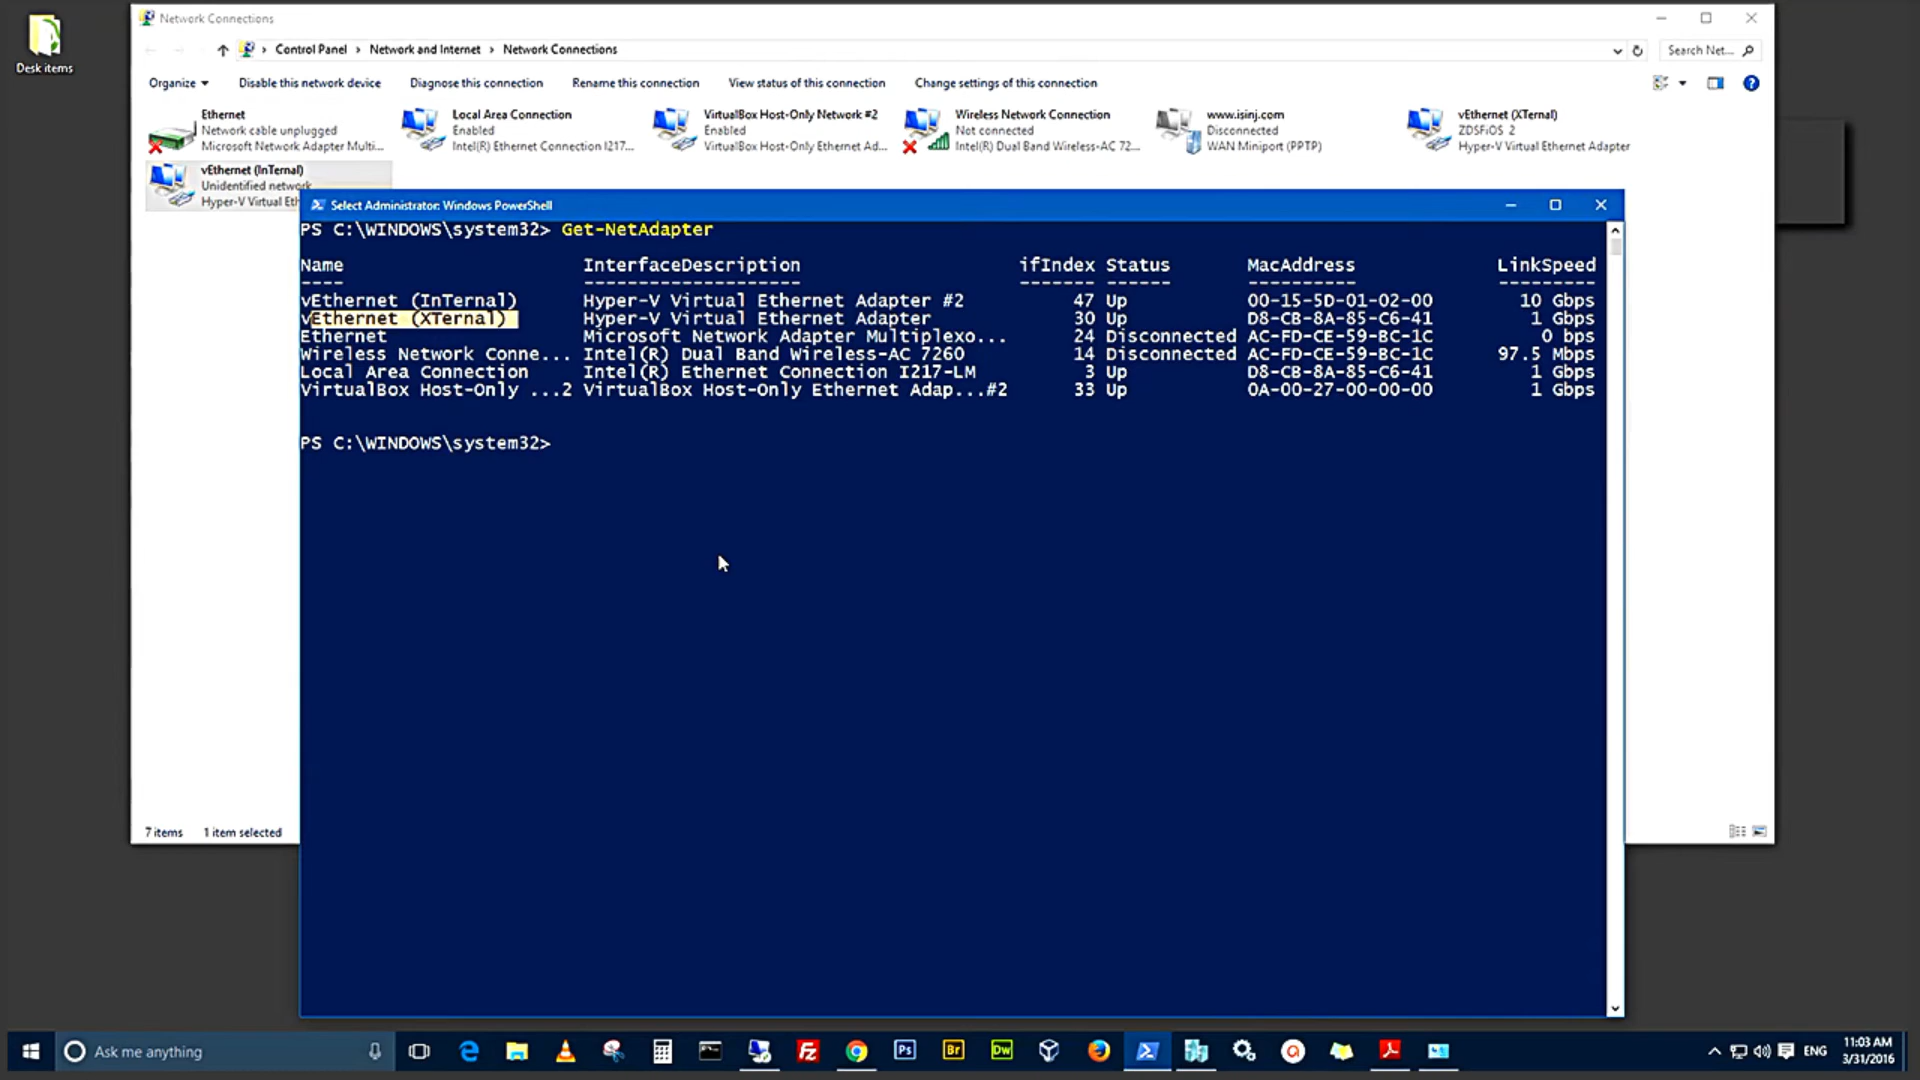 Desk items
Network Connections
Control Panel > Network and Internet > Network Connections
Search Net...
Organize
Disable this network device
Diagnose this connection
Rename this connection
View status of this connection
Change settings of this connection
Ethernet
Network cable unplugged
Microsoft Network Adapter Multi...
Local Area Connection
Enabled
Intel(R) Ethernet Connection I217...
VirtualBox Host-Only Network #2
Enabled
VirtualBox Host-Only Ethernet Ad...
Wireless Network Connection
Not connected
Intel(R) Dual Band Wireless-AC 72...
www.isinj.com
Disconnected
WAN Miniport (PPTP)
vEthernet (XTernal)
ZDSFiOS 2
Hyper-V Virtual Ethernet Adapter
vEthernet (InTernal)
Unidentified network
Hyper-V Virtual Eth
Select Administrator: Windows PowerShell
PS C:\WINDOWS\system32> Get-NetAdapter
Name InterfaceDescription ifIndex Status MacAddress LinkSpeed
---- -------------------- ------- ------ ---------- ---------
vEthernet (InTernal) Hyper-V Virtual Ethernet Adapter #2 47 Up 00-15-5D-01-02-00 10 Gbps
vEthernet (XTernal) Hyper-V Virtual Ethernet Adapter 30 Up D8-CB-8A-85-C6-41 1 Gbps
Ethernet Microsoft Network Adapter Multiplexo... 24 Disconnected AC-FD-CE-59-BC-1C 0 bps
Wireless Network Conne... Intel(R) Dual Band Wireless-AC 7260 14 Disconnected AC-FD-CE-59-BC-1C 97.5 Mbps
Local Area Connection Intel(R) Ethernet Connection I217-LM 3 Up D8-CB-8A-85-C6-41 1 Gbps
VirtualBox Host-Only ...2 VirtualBox Host-Only Ethernet Adap...#2 33 Up 0A-00-27-00-00-00 1 Gbps
PS C:\WINDOWS\system32>
7 items 1 item selected
Ask me anything
Ps
Br
Dw
ENG
11:03 AM
3/31/2016